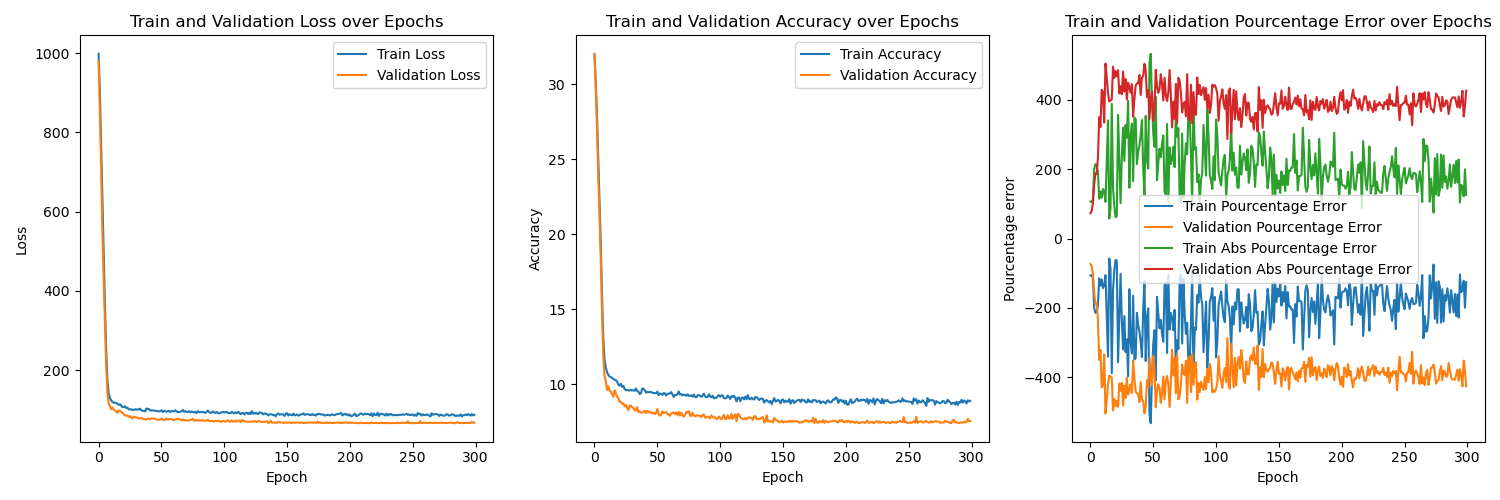 Train and Validation Loss over Epochs
Loss
1000
800
600
400
200
0
50
100
150
200
250
300
Epoch
Train Loss
Validation Loss
Train and Validation Accuracy over Epochs
Accuracy
30
25
20
15
10
0
50
100
150
200
250
300
Epoch
Train Accuracy
Validation Accuracy
Train and Validation Pourcentage Error over Epochs
Pourcentage error
400
200
0
−200
−400
0
50
100
150
200
250
300
Epoch
Train Pourcentage Error
Validation Pourcentage Error
Train Abs Pourcentage Error
Validation Abs Pourcentage Error